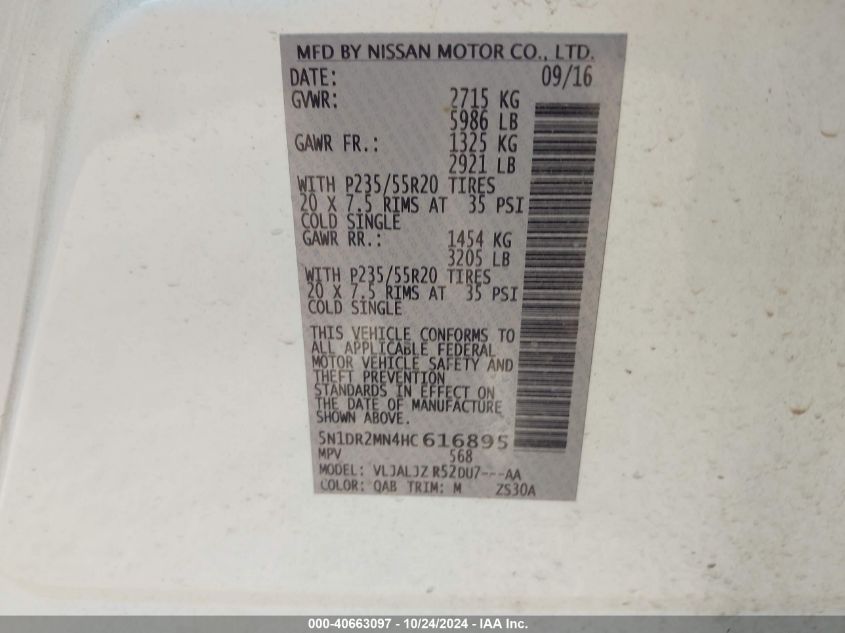 MFD BY NISSAN MOTOR CO., LTD.
DATE: 09/16
GVWR: 2715 KG
5986 LB
GAWR FR.: 1325 KG
2921 LB
WITH P235/55R20 TIRES
20 X 7.5 RIMS AT 35 PSI
COLD SINGLE
GAWR RR.: 1454 KG
3205 LB
WITH P235/55R20 TIRES
20 X 7.5 RIMS AT 35 PSI
COLD SINGLE
THIS VEHICLE CONFORMS TO
ALL APPLICABLE FEDERAL
MOTOR VEHICLE SAFETY AND
THEFT PREVENTION
STANDARDS IN EFFECT ON
THE DATE OF MANUFACTURE
SHOWN ABOVE.
5N1DR2MN4HC616895
MPV 568
MODEL: VLJALJZ R52DU7---AA
COLOR: QAB TRIM: M ZS30A
000-40663097 - 10/24/2024 - IAA Inc.